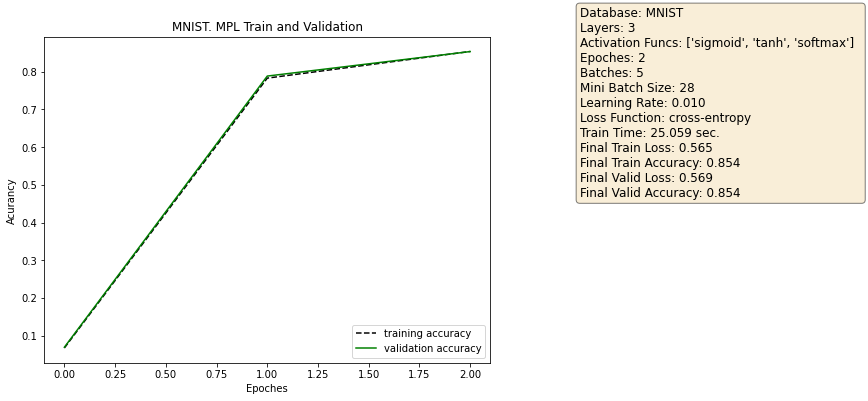 MNIST. MPL Train and Validation
Acurancy
0.8
0.7
0.6
0.5
0.4
0.3
0.2
0.1
0.00 0.25 0.50 0.75 1.00 1.25 1.50 1.75 2.00
Epoches
training accuracy
validation accuracy
Database: MNIST
Layers: 3
Activation Funcs: ['sigmoid', 'tanh', 'softmax']
Epoches: 2
Batches: 5
Mini Batch Size: 28
Learning Rate: 0.010
Loss Function: cross-entropy
Train Time: 25.059 sec.
Final Train Loss: 0.565
Final Train Accuracy: 0.854
Final Valid Loss: 0.569
Final Valid Accuracy: 0.854